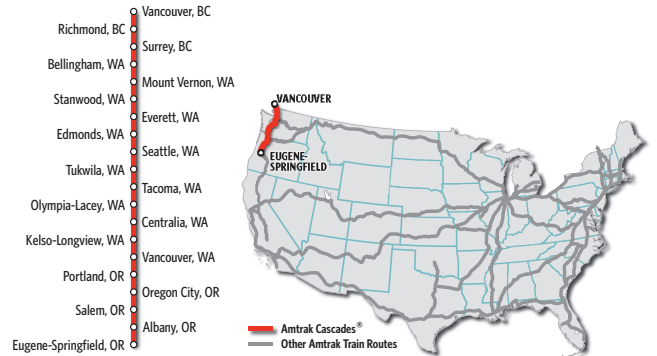 Vancouver, BC
Richmond, BC
Surrey, BC
Bellingham, WA
Mount Vernon, WA
Stanwood, WA
Everett, WA
Edmonds, WA
Seattle, WA
Tukwila, WA
Tacoma, WA
Olympia-Lacey, WA
Centralia, WA
Kelso-Longview, WA
Vancouver, WA
Portland, OR
Oregon City, OR
Salem, OR
Albany, OR
Eugene-Springfield, OR
VANCOUVER
EUGENE-
SPRINGFIELD
Amtrak Cascades®
Other Amtrak Train Routes